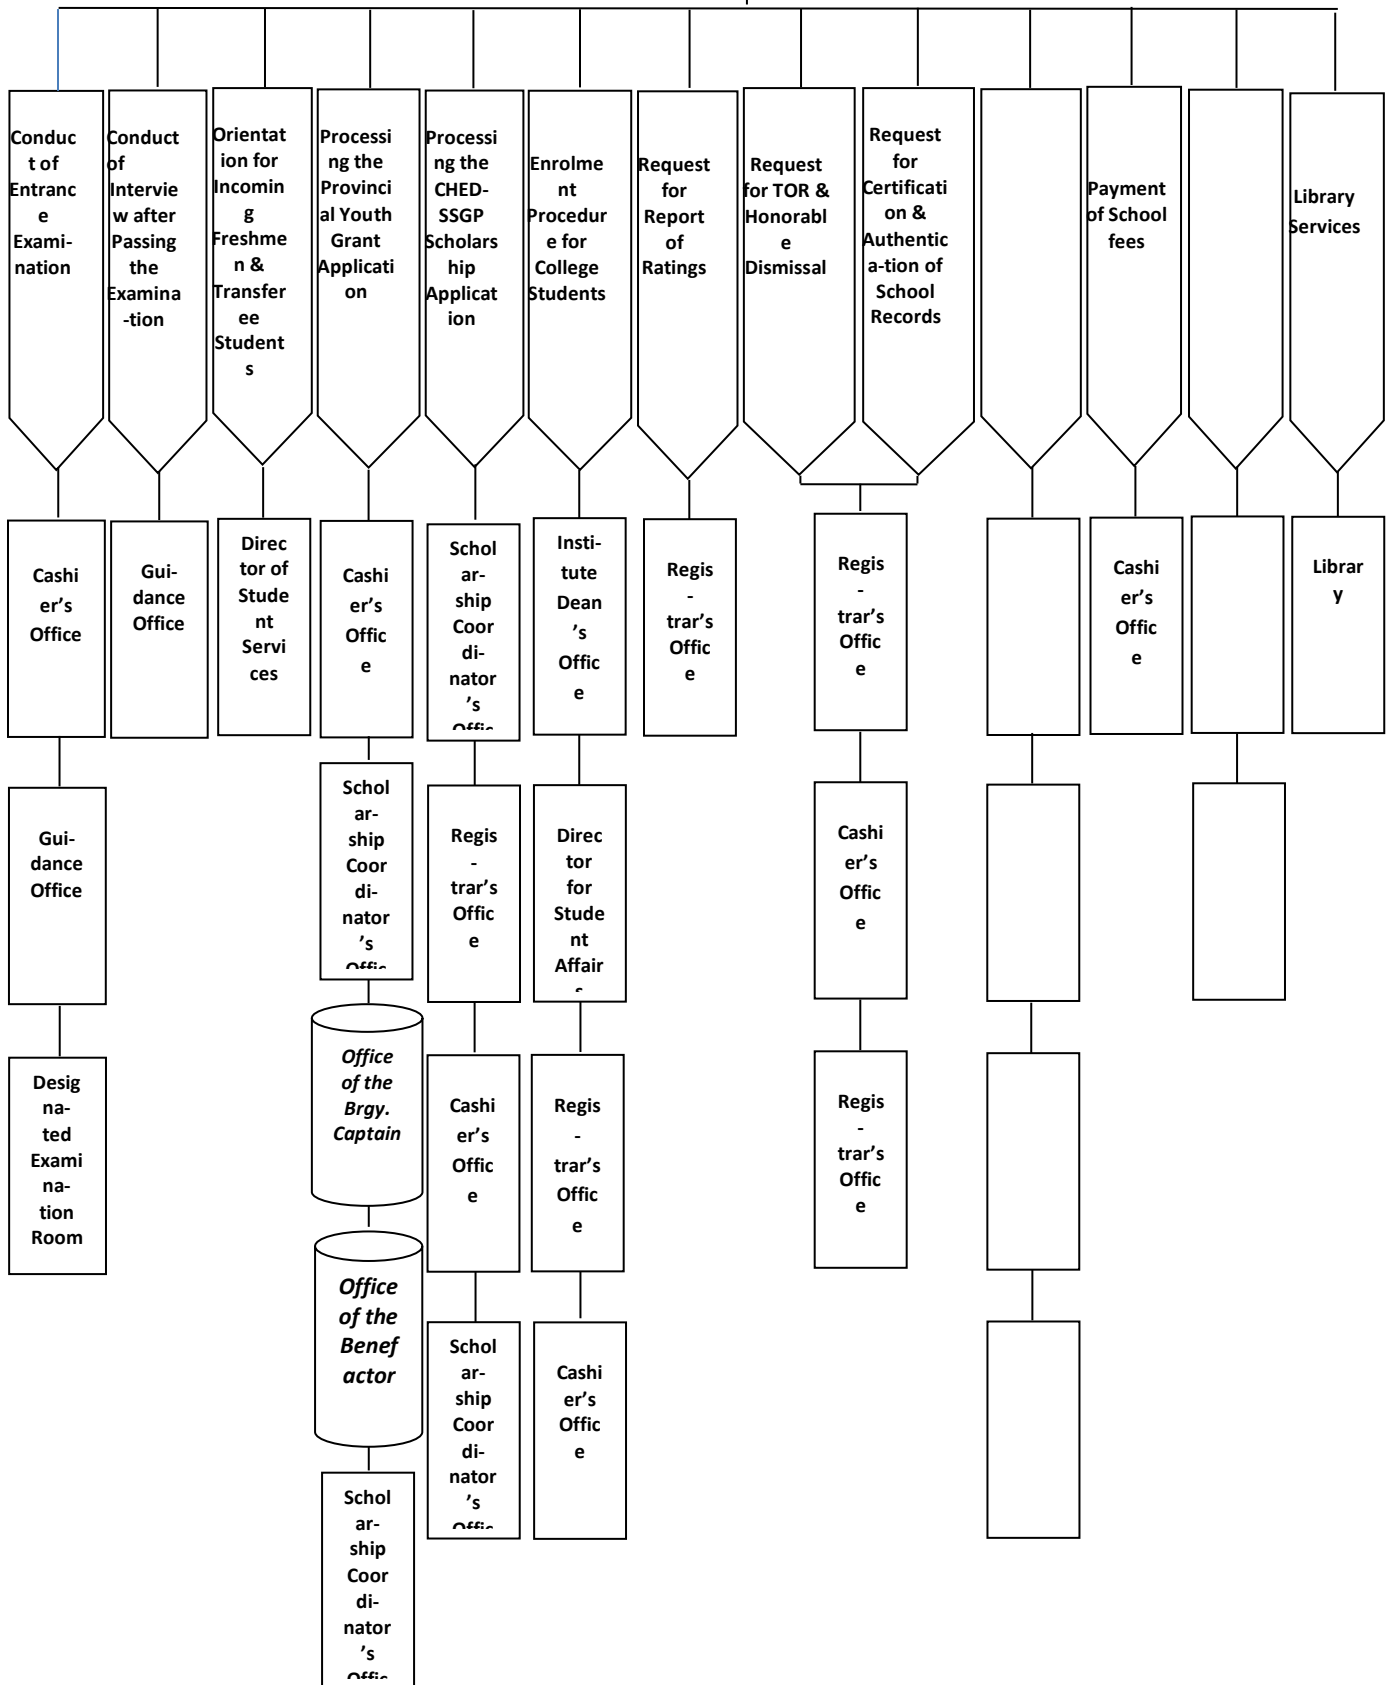 Conduc
t of
Entranc
e
Exami-
nation
Conduct
of
Intervie
w after
Passing
the
Examina
-tion
Orientat
ion for
Incomin
g
Freshme
n &
Transfer
ee
Student
s
Processi
ng the
Provinci
al Youth
Grant
Applicati
on
Processi
ng the
CHED-
SSGP
Scholars
hip
Applicat
ion
Enrolme
nt
Procedur
e for
College
Students
Request
for
Report
of
Ratings
Request
for TOR &
Honorabl
e
Dismissal
Request
for
Certificati
on &
Authentic
a-tion of
School
Records
Payment
of School
fees
Library
Services
Cashi
er's
Office
Gui-
dance
Office
Direc
tor of
Stude
nt
Servi
ces
Cashi
er's
Offic
e
Schol
ar-
ship
Coor
di-
nator
's
Offic
Insti-
tute
Dean
's
Offic
e
Regis
-
trar's
Offic
e
Regis
-
trar's
Offic
e
Cashi
er's
Offic
e
Librar
y
Gui-
dance
Office
Schol
ar-
ship
Coor
di-
nator
's
Offic
Regis
-
trar's
Offic
e
Direc
tor
for
Stude
nt
Affair
s
Cashi
er's
Offic
e
Desig
na-
ted
Exami
na-
tion
Room
Office
of the
Brgy.
Captain
Cashi
er's
Offic
e
Regis
-
trar's
Offic
e
Regis
-
trar's
Offic
e
Office
of the
Benef
actor
Schol
ar-
ship
Coor
di-
nator
's
Offic
Cashi
er's
Offic
e
Schol
ar-
ship
Coor
di-
nator
's
Offic